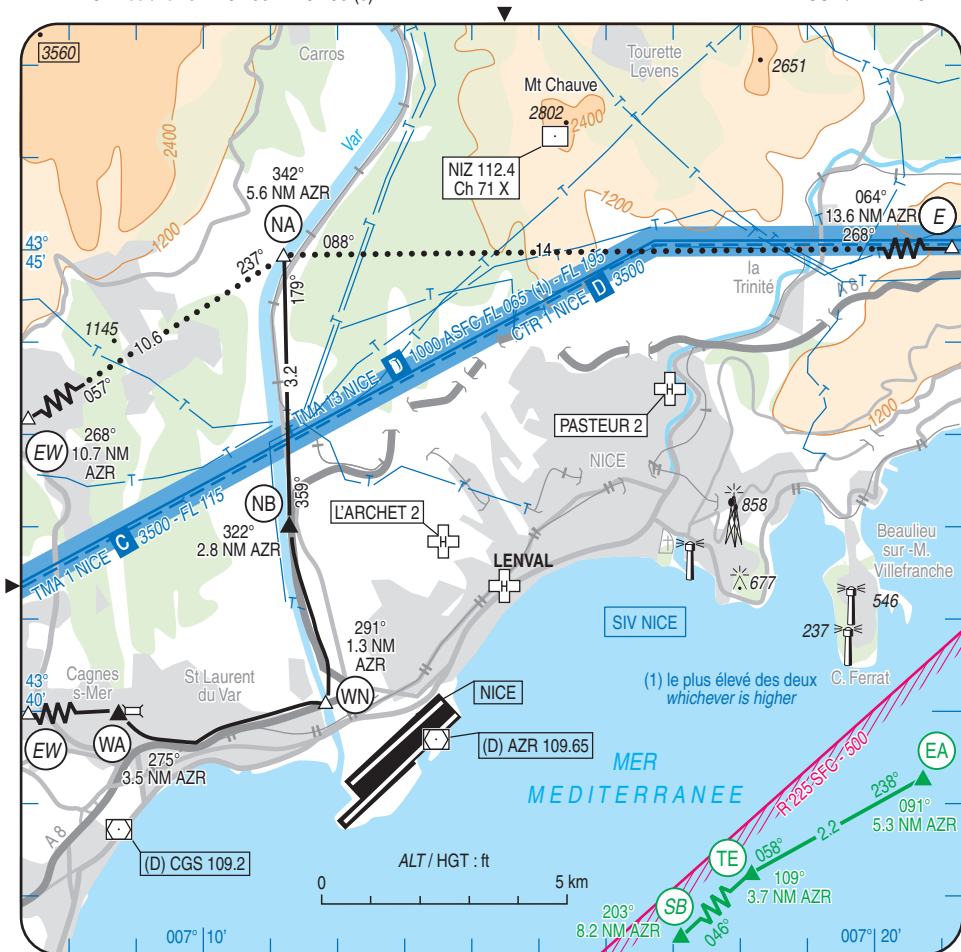 3560
Carros
Tourette
Levens
2651
Mt Chauve
2802
2400
2400
Var
NIZ 112.4
Ch 71 X
342°
5.6 NM AZR
NA
1200
1200
064°
13.6 NM AZR
E
43°
45'
237°
088°
14
268°
179°
la
Trinité
A 8
1145
10.6
057°
3.2
TMA 13 NICE D 1000 ASFC FL 065 (1) - FL 195
CTR 1 NICE D 3500
EW
268°
10.7 NM
AZR
PASTEUR 2
1200
NICE
NB
359°
322°
2.8 NM AZR
L'ARCHET 2
858
TMA 1 NICE C 3500 - FL 115
LENVAL
Beaulieu
sur -M.
Villefranche
677
546
SIV NICE
237
C. Ferrat
291°
1.3 NM
AZR
WN
43°
40'
Cagnes
s-Mer
St Laurent
du Var
NICE
(1) le plus élevé des deux
whichever is higher
EW
WA
275°
3.5 NM AZR
(D) AZR 109.65
MER
MEDITERRANEE
R 225 SFC - 500
EA
238°
091°
5.3 NM AZR
2.2
A 8
(D) CGS 109.2
ALT / HGT : ft
0
5 km
TE
058°
109°
3.7 NM AZR
SB
203°
8.2 NM AZR
046°
007° 10'
007° 20'